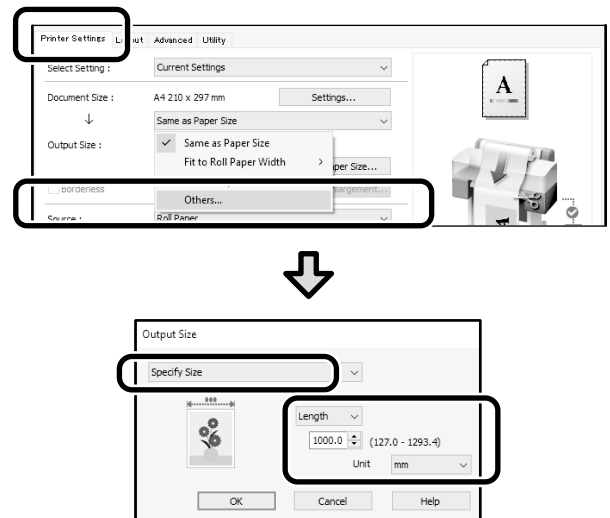 Printer Settings Layout Advanced Utility
Select Setting : Current Settings
Document Size : A4 210 x 297 mm Settings...
↓ Same as Paper Size
Output Size : ✓ Same as Paper Size
Fit to Roll Paper Width >
per Size...
Borderless
Others...
Source : Roll Paper
A
Output Size
Specify Size
Length
1000.0 (127.0 - 1293.4)
Unit mm
OK Cancel Help